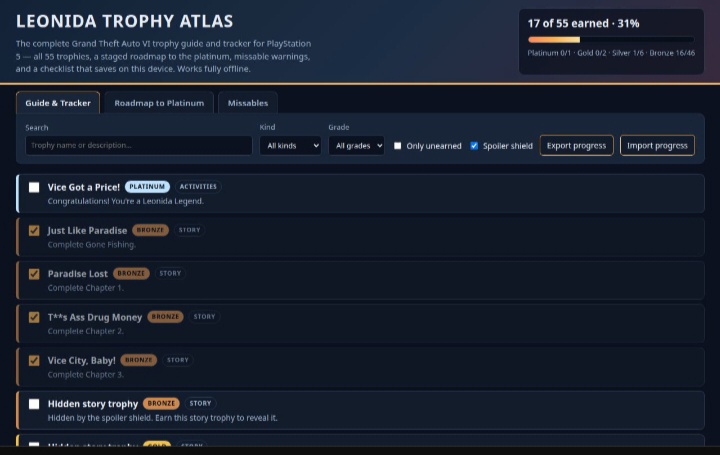 LEONIDA TROPHY ATLAS
The complete Grand Theft Auto VI trophy guide and tracker for PlayStation
5 — all 55 trophies, a staged roadmap to the platinum, missable warnings,
and a checklist that saves on this device. Works fully offline.
17 of 55 earned · 31%
Platinum 0/1 · Gold 0/2 · Silver 1/6 · Bronze 16/46
Guide & Tracker
Roadmap to Platinum
Missables
Search
Trophy name or description...
Kind
All kinds
Grade
All grades
Only unearned
Spoiler shield
Export progress
Import progress
Vice Got a Price! PLATINUM ACTIVITIES
Congratulations! You're a Leonida Legend.
Just Like Paradise BRONZE STORY
Complete Gone Fishing.
Paradise Lost BRONZE STORY
Complete Chapter 1.
T**s Ass Drug Money BRONZE STORY
Complete Chapter 2.
Vice City, Baby! BRONZE STORY
Complete Chapter 3.
Hidden story trophy BRONZE STORY
Hidden by the spoiler shield. Earn this story trophy to reveal it.
Hidden story trophy GOLD STORY